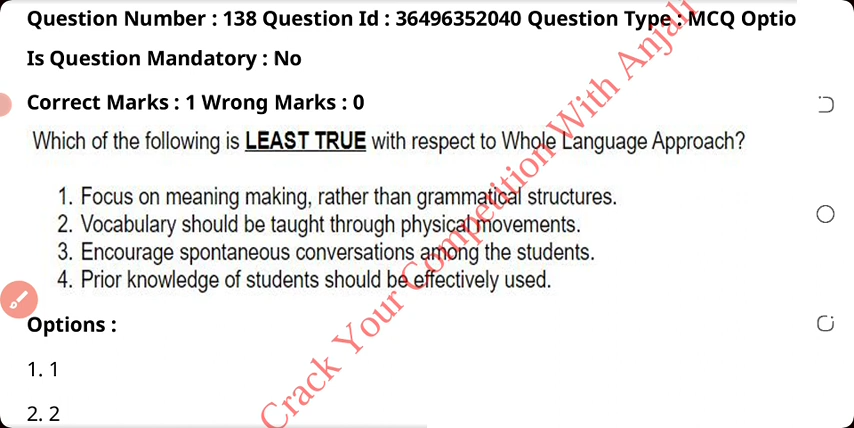 Question Number : 138 Question Id : 36496352040 Question Type : MCQ Optio
Is Question Mandatory : No
Correct Marks : 1 Wrong Marks : 0
Which of the following is LEAST TRUE with respect to Whole Language Approach?
1. Focus on meaning making, rather than grammatical structures.
2. Vocabulary should be taught through physical movements.
3. Encourage spontaneous conversations among the students.
4. Prior knowledge of students should be effectively used.
Options :
1. 1
2. 2
Crack Your Competition With Anjali